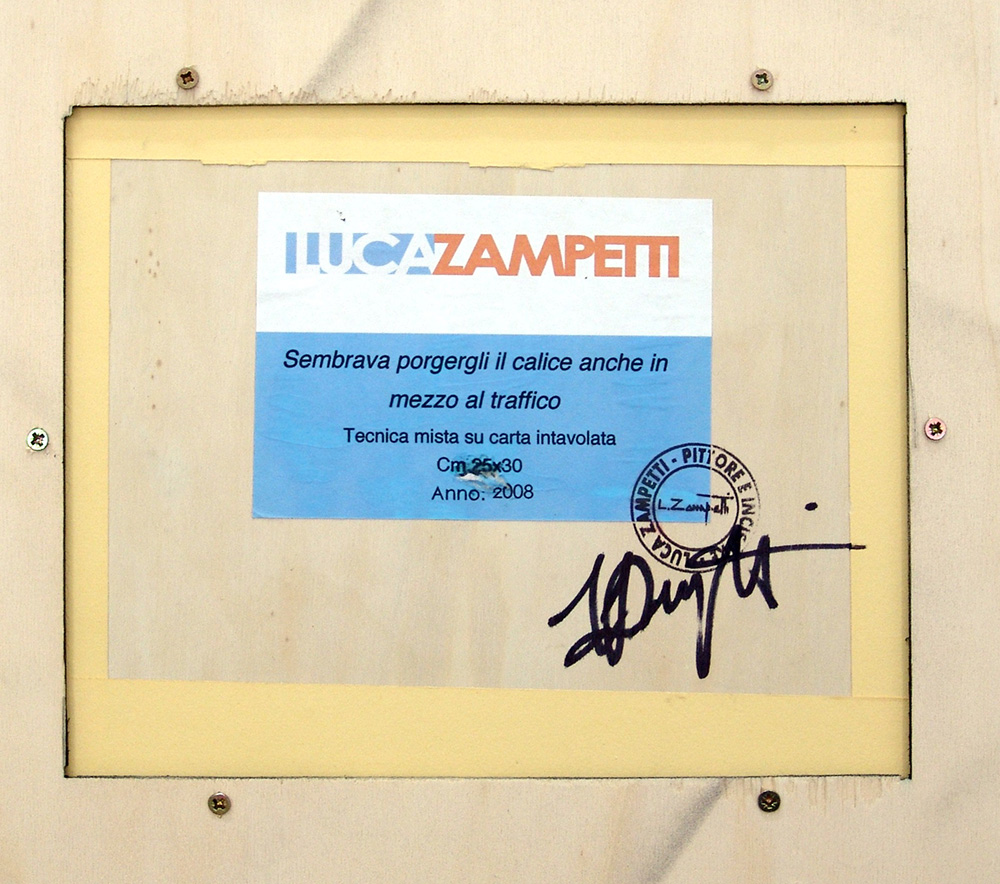 LUCAZAMPETTI
Sembrava porgergli il calice anche in
mezzo al traffico
Tecnica mista su carta intavolata
Cm 25x30
Anno: 2008
LUCA ZAMPETTI - PITTORE E
L. Zampetti